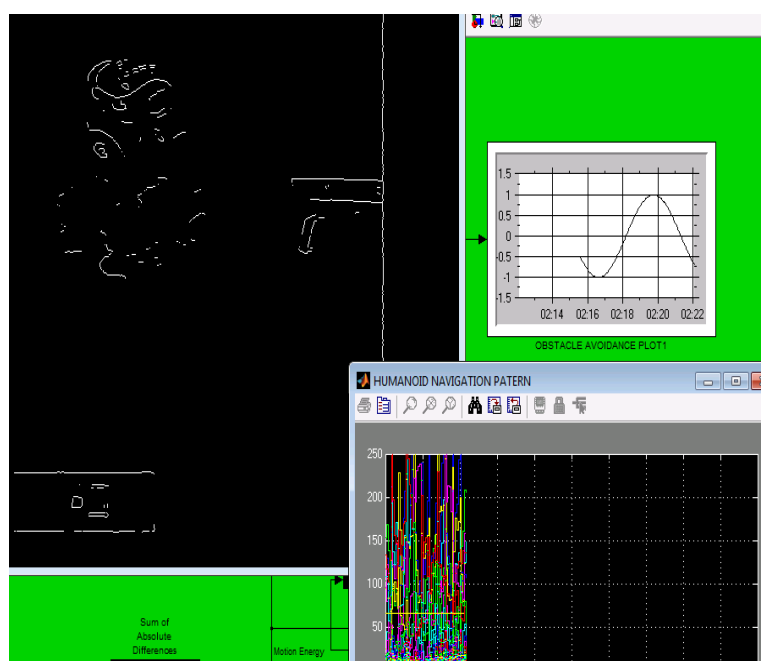 1.5
1
0.5
0
-0.5
-1
-1.5
02:14 02:16 02:18 02:20 02:22
OBSTACLE AVOIDANCE PLOT1
HUMANOID NAVIGATION PATERN
250
200
150
100
50
Sum of
Absolute
Differences
Motion Energy